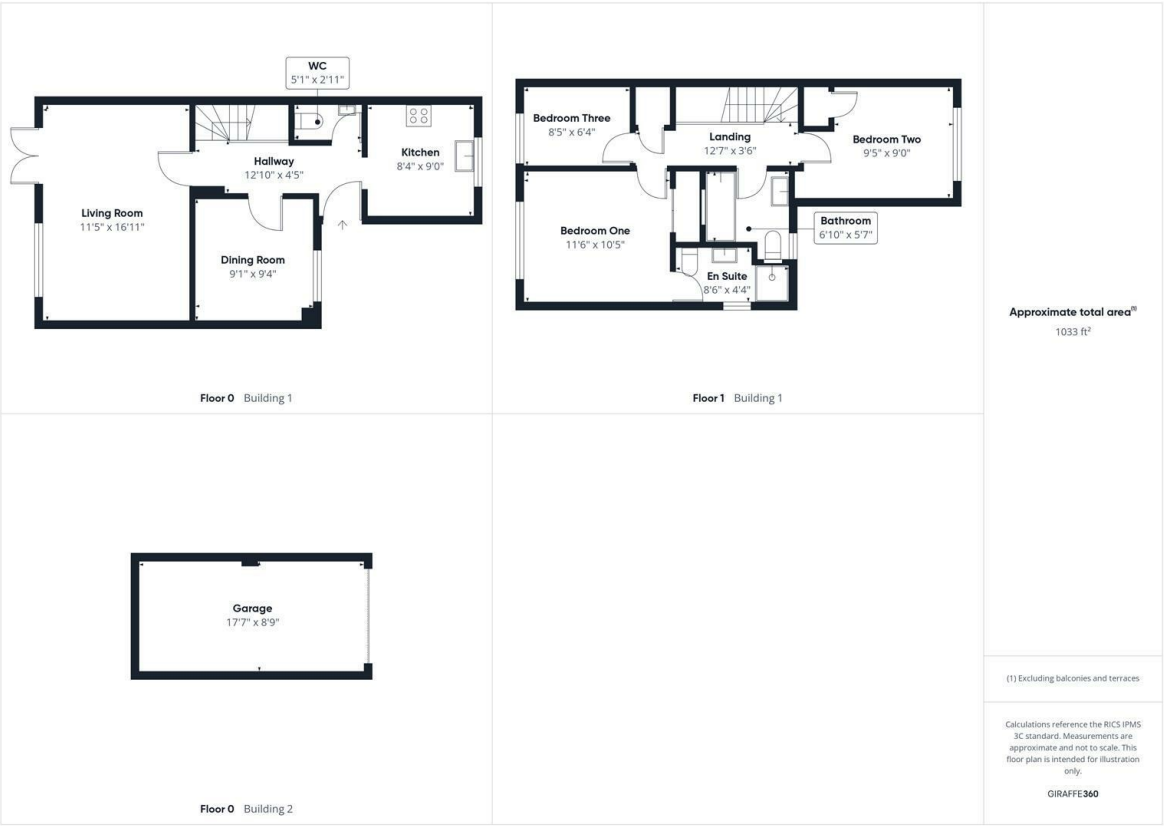 WC
5'1" x 2'11"
Hallway
12'10" x 4'5"
Kitchen
8'4" x 9'0"
Living Room
11'5" x 16'11"
Dining Room
9'1" x 9'4"
Floor 0 Building 1
Bedroom Three
8'5" x 6'4"
Landing
12'7" x 3'6"
Bedroom Two
9'5" x 9'0"
Bedroom One
11'6" x 10'5"
Bathroom
6'10" x 5'7"
En Suite
8'6" x 4'4"
Floor 1 Building 1
Garage
17'7" x 8'9"
Floor 0 Building 2
Approximate total area(1)
1033 ft²
(1) Excluding balconies and terraces
Calculations reference the RICS IPMS
3C standard. Measurements are
approximate and not to scale. This
floor plan is intended for illustration
only.
GIRAFFE360